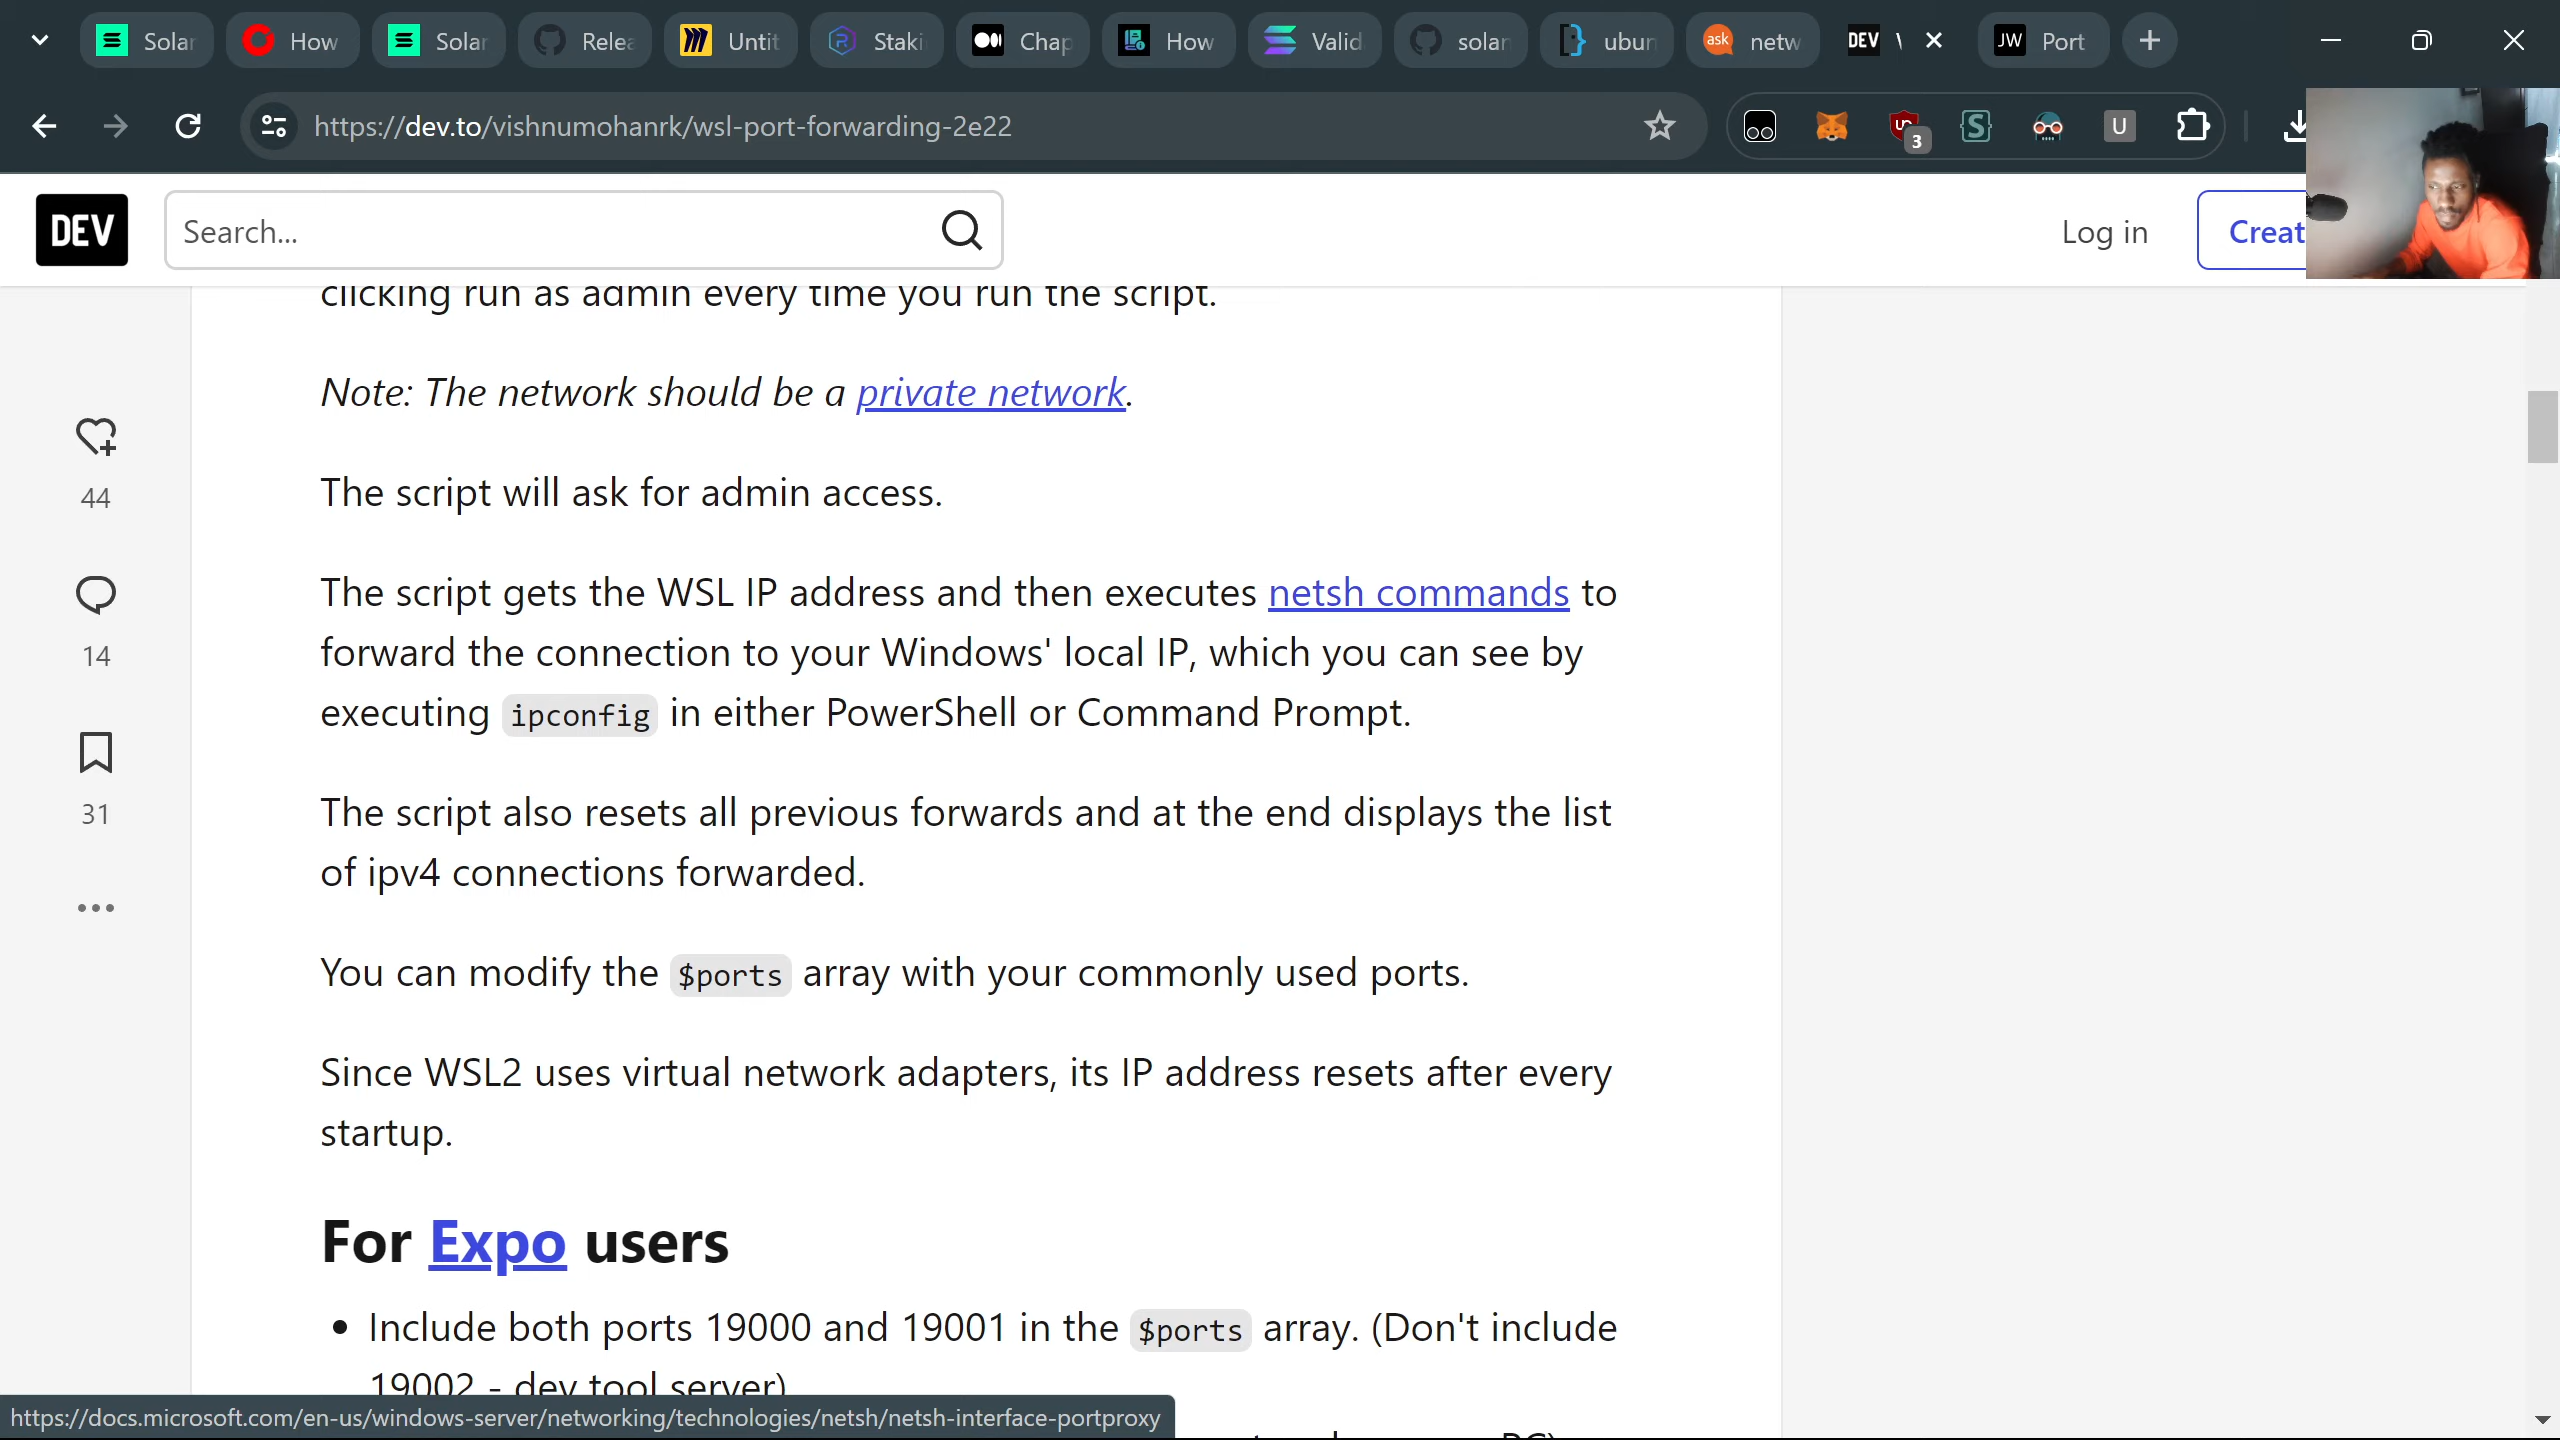 Solar
How
Solar
Relea
Untit
Staki
Chap
How
Valid
solar
ubur
ask
netw
DEV
JW
Port
https://dev.to/vishnumohanrk/wsl-port-forwarding-2e22
3
U
DEV
Search...
Log in
Creat
clicking run as admin every time you run the script.
Note: The network should be a private network.
The script will ask for admin access.
The script gets the WSL IP address and then executes netsh commands to
forward the connection to your Windows' local IP, which you can see by
executing ipconfig in either PowerShell or Command Prompt.
The script also resets all previous forwards and at the end displays the list
of ipv4 connections forwarded.
You can modify the $ports array with your commonly used ports.
Since WSL2 uses virtual network adapters, its IP address resets after every
startup.
44
14
31
For Expo users
• Include both ports 19000 and 19001 in the $ports array. (Don't include
19002 - dev tool server)
https://docs.microsoft.com/en-us/windows-server/networking/technologies/netsh/netsh-interface-portproxy